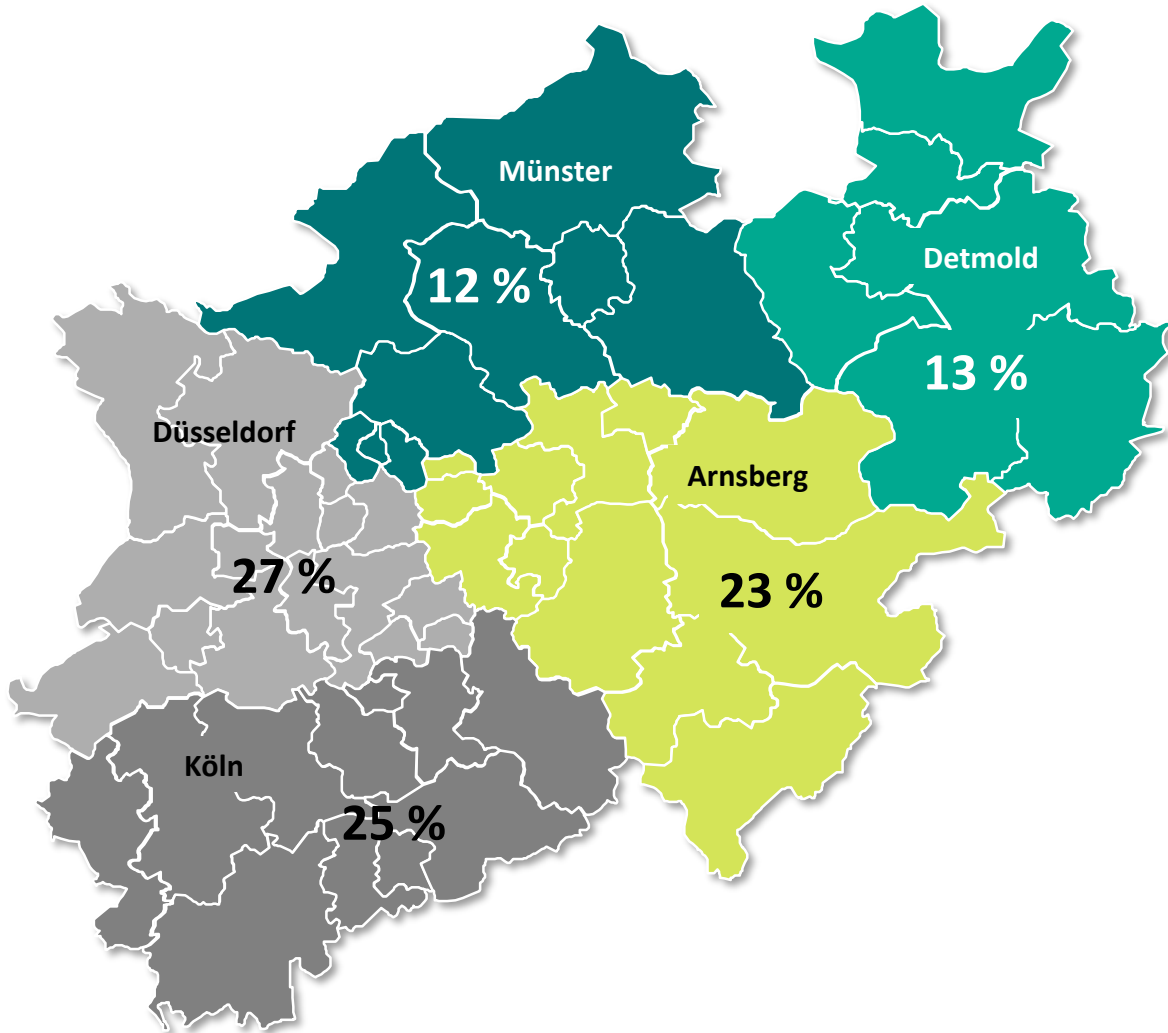 Münster
12 %
Detmold
13 %
Düsseldorf
27 %
Arnsberg
23 %
Köln
25 %